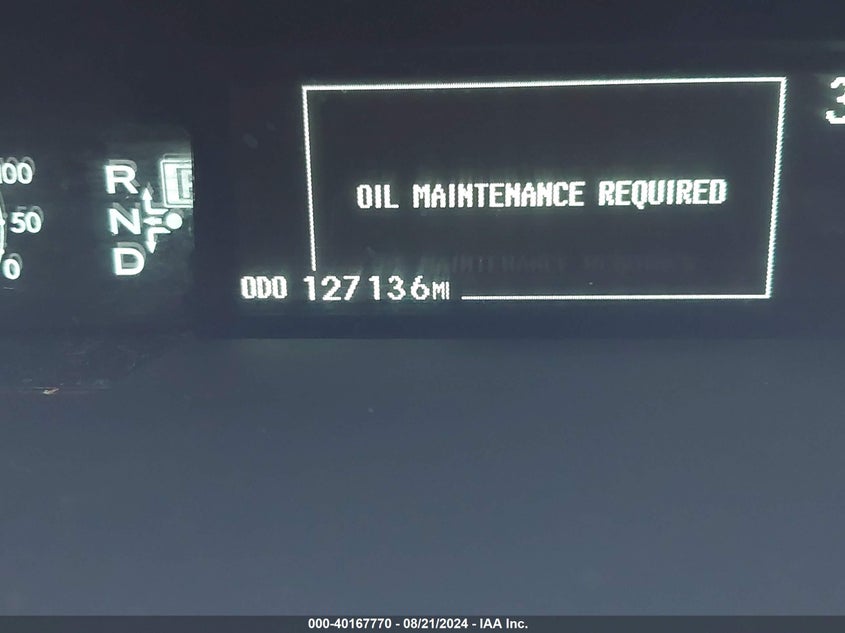 3
100
R
OIL MAINTENANCE REQUIRED
50
N
D
0
ODO 127136MI
000-40167770 - 08/21/2024 - IAA Inc.